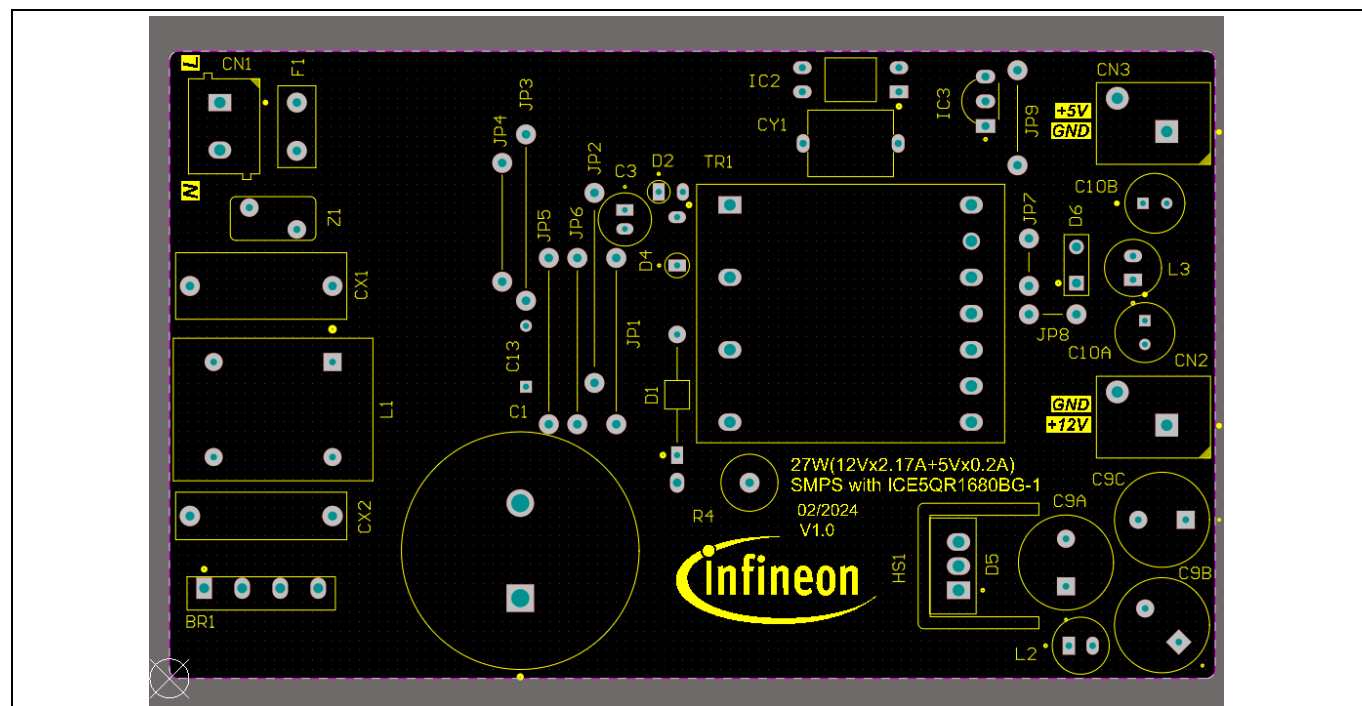 L
CN1
F1
JP3
IC2
IC3
JP9
CN3
+5V
GND
CY1
JP4
N
JP2
C3
D2
TR1
C10B
Z1
JP5
JP6
JP7
D6
D4
L3
CX1
C13
JP1
JP8
C10A
CN2
L1
C1
D1
GND
+12V
27W(12Vx2.17A+5Vx0.2A)
SMPS with ICE5QR1680BG-1
02/2024
V1.0
CX2
R4
C9A
C9C
HS1
D5
C9B
infineon
BR1
L2